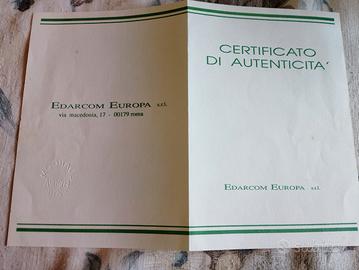 EDARCOM EUROPA s.r.l.
via macedonia, 17 - 00179 roma
CERTIFICATO
DI AUTENTICITA'
EDARCOM EUROPA s.r.l.